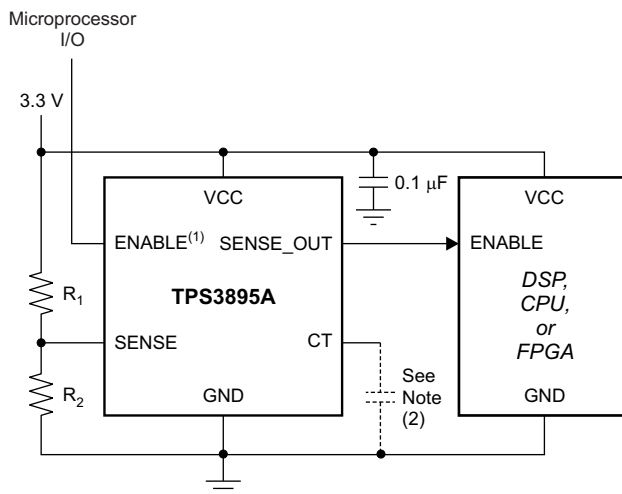 Microprocessor
I/O
3.3 V
0.1 μF
VCC
VCC
ENABLE(1)
SENSE_OUT
ENABLE
R1
TPS3895A
DSP,
CPU,
or
FPGA
SENSE
CT
R2
GND
See
Note
(2)
GND